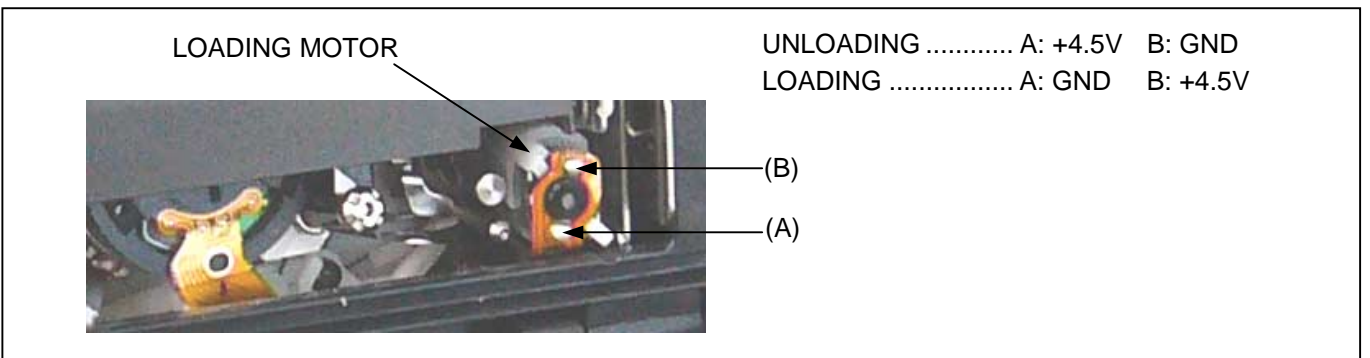 LOADING MOTOR
UNLOADING ............ A: +4.5V B: GND
LOADING ................. A: GND B: +4.5V
(B)
(A)